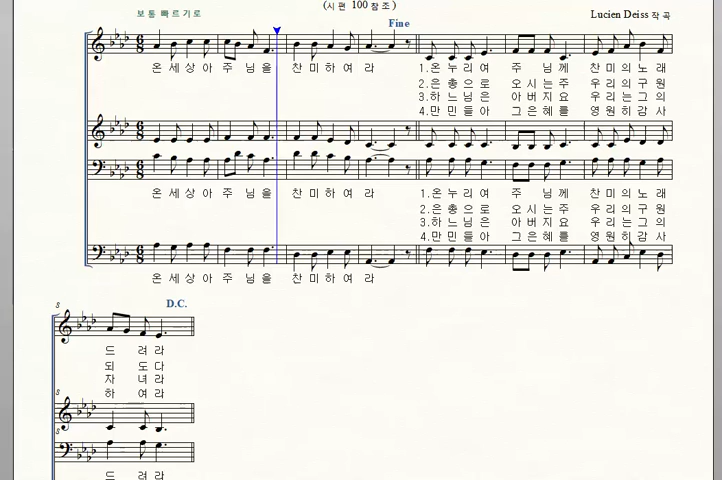 (시편 100 참조)
보통 빠르기로
Lucien Deiss 작곡
Fine
온 세 상 아 주 님 을 찬 미 하 여 라 1.온 누 리 여 주 님 께 찬 미 의 노 래
2.은 총 으 로 오 시 는 주 우 리 의 구 원
3.하 느 님 은 아 버 지 요 우 리 는 그 의
4.만 민 들 아 그 은 혜 를 영 원 히 감 사
온 세 상 아 주 님 을 찬 미 하 여 라 1.온 누 리 여 주 님 께 찬 미 의 노 래
2.은 총 으 로 오 시 는 주 우 리 의 구 원
3.하 느 님 은 아 버 지 요 우 리 는 그 의
4.만 민 들 아 그 은 혜 를 영 원 히 감 사
온 세 상 아 주 님 을 찬 미 하 여 라
D.C.
드 려 라
되 도 다
자 녀 라
하 여 라
드 려 라